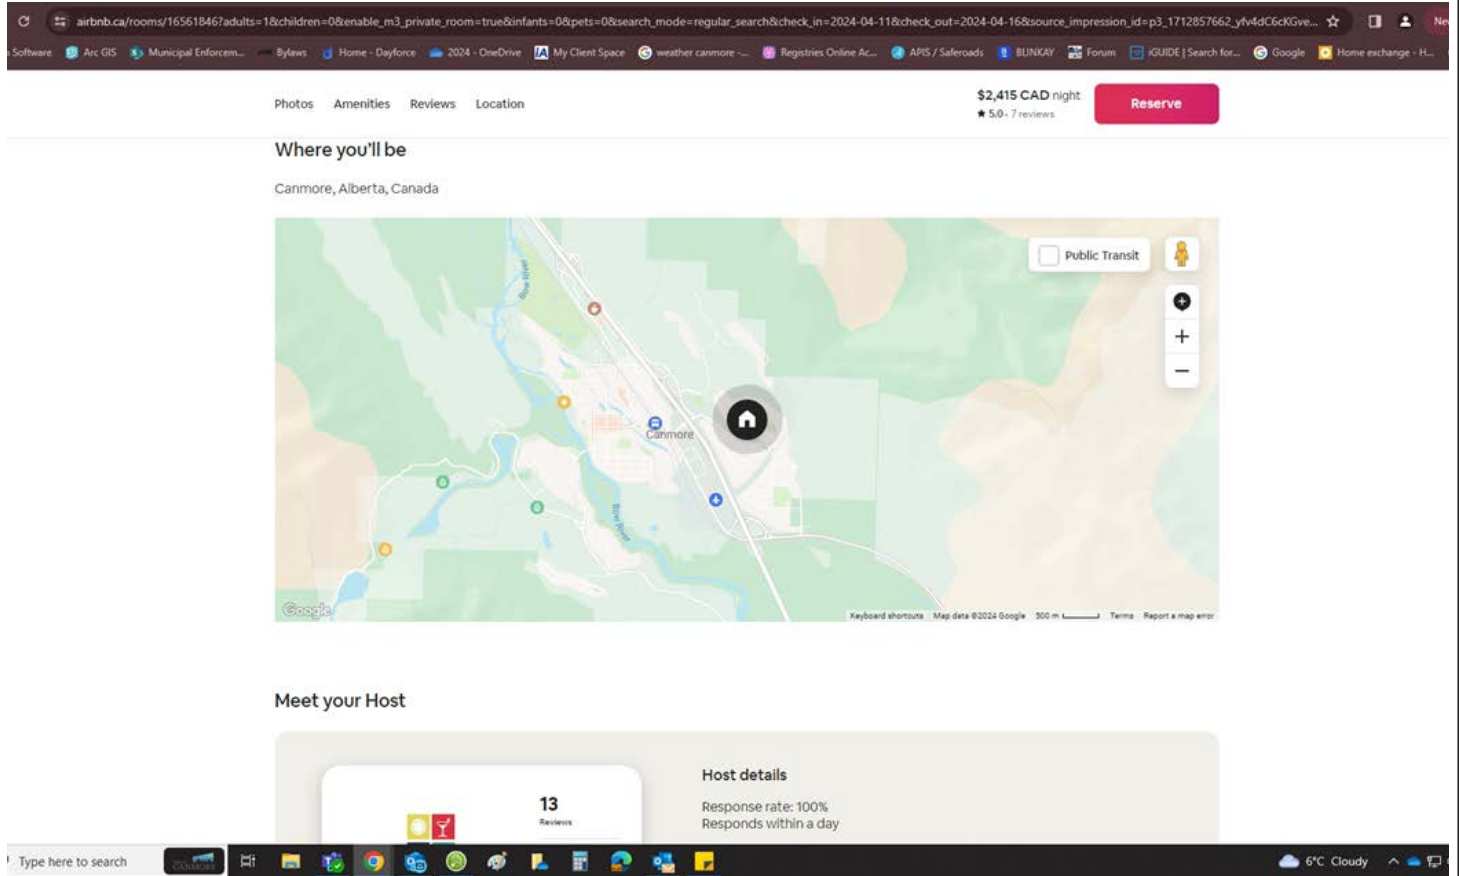 airbnb.ca/rooms/16561846?adults=1&children=0&enable_m3_private_room=true&infants=0&pets=0&search_mode=regular_search&check_in=2024-04-11&check_out=2024-04-16&source_impression_id=p3_1712857662_yfv4dC6cKGve...
Software Arc GIS Municipal Enforcem... Bylaws Home - Dayforce 2024 - OneDrive My Client Space weather canmore -... Registries Online Ac... APIS / Saferoads BUNKAY Forum iGUIDE | Search for... Google Home exchange - H...
Photos Amenities Reviews Location
$2,415 CAD night
★ 5.0 · 7 reviews
Reserve
Where you'll be
Canmore, Alberta, Canada
Public Transit
Bow River
Canmore
Bow River
Google
Keyboard shortcuts Map data ©2024 Google 500 m Terms Report a map error
Meet your Host
13
Reviews
Host details
Response rate: 100%
Responds within a day
Type here to search
CANMORE
6°C Cloudy